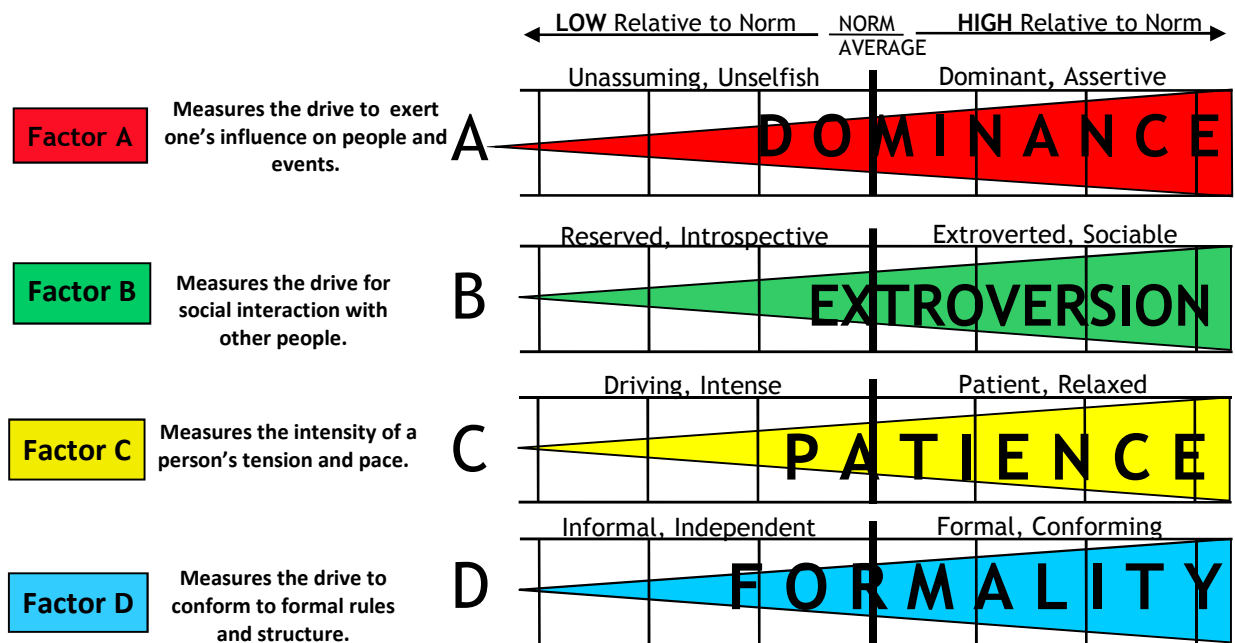 LOW Relative to Norm NORM HIGH Relative to Norm
AVERAGE
Unassuming, Unselfish Dominant, Assertive
Factor A
Measures the drive to exert
one’s influence on people and
events.
A
DOMINANCE
Reserved, Introspective Extroverted, Sociable
Factor B
Measures the drive for
social interaction with
other people.
B
EXTROVERSION
Driving, Intense Patient, Relaxed
Factor C
Measures the intensity of a
person’s tension and pace.
C
PATIENCE
Informal, Independent Formal, Conforming
Factor D
Measures the drive to
conform to formal rules
and structure.
D
FORMALITY